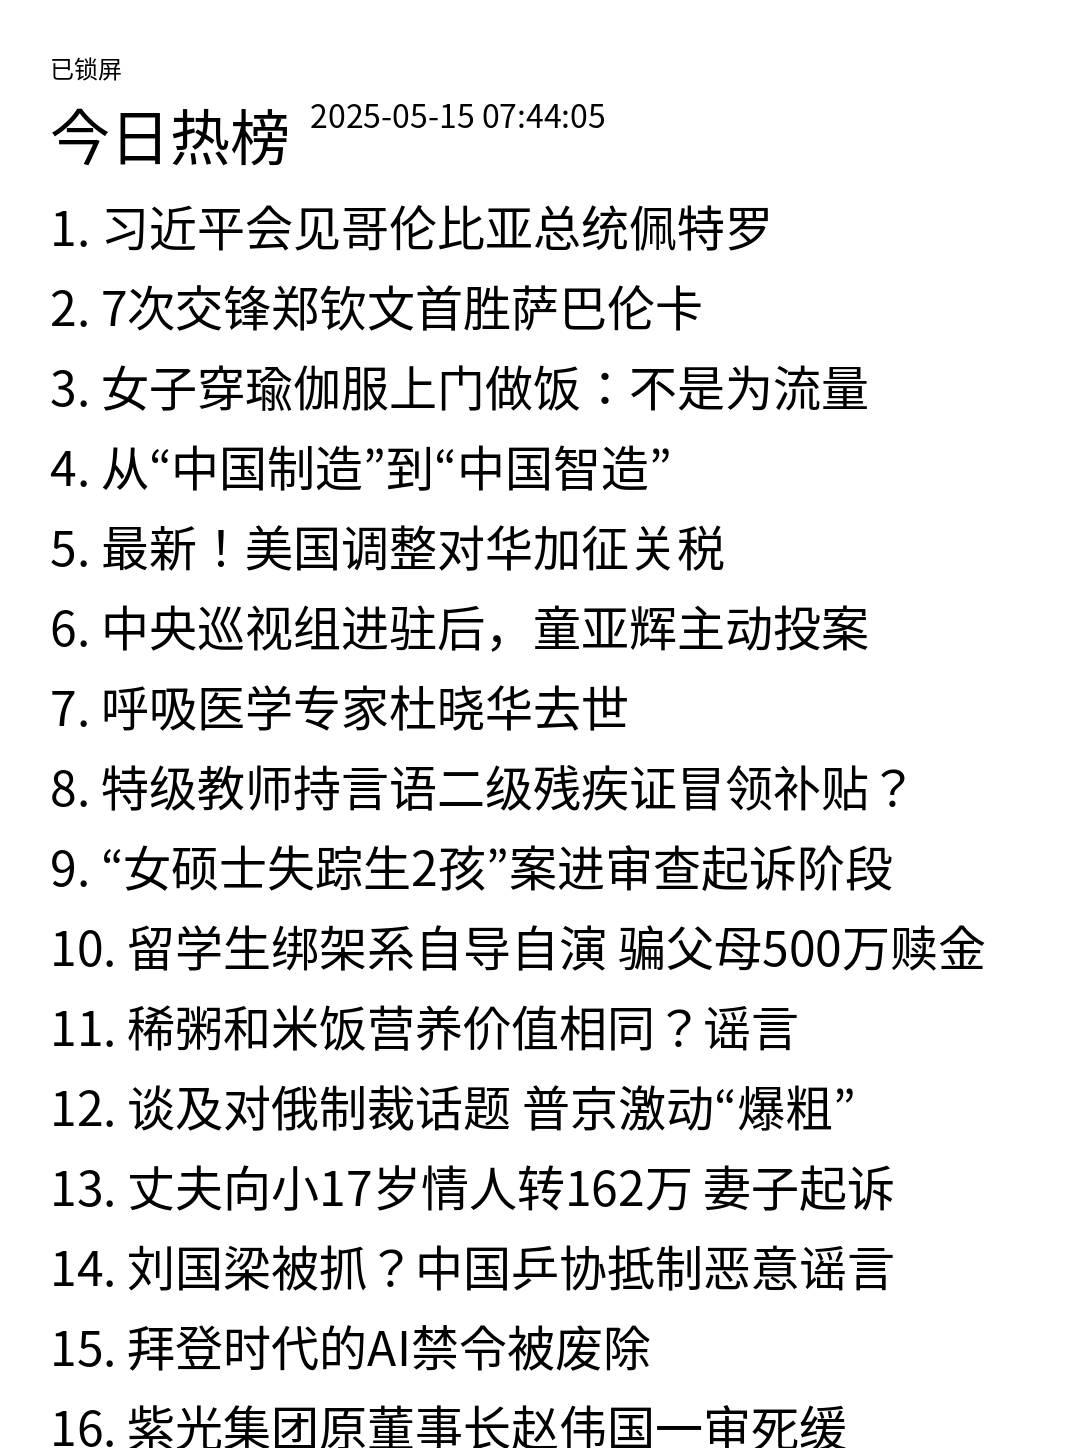 已锁屏
今日热榜 2025-05-15 07:44:05
1. 习近平会见哥伦比亚总统佩特罗
2. 7次交锋郑钦文首胜萨巴伦卡
3. 女子穿瑜伽服上门做饭：不是为流量
4. 从“中国制造”到“中国智造”
5. 最新！美国调整对华加征关税
6. 中央巡视组进驻后，童亚辉主动投案
7. 呼吸医学专家杜晓华去世
8. 特级教师持言语二级残疾证冒领补贴？
9. “女硕士失踪生2孩”案进审查起诉阶段
10. 留学生绑架系自导自演 骗父母500万赎金
11. 稀粥和米饭营养价值相同？谣言
12. 谈及对俄制裁话题 普京激动“爆粗”
13. 丈夫向小17岁情人转162万 妻子起诉
14. 刘国梁被抓？中国乒协抵制恶意谣言
15. 拜登时代的AI禁令被废除
16. 紫光集团原董事长赵伟国一审死缓